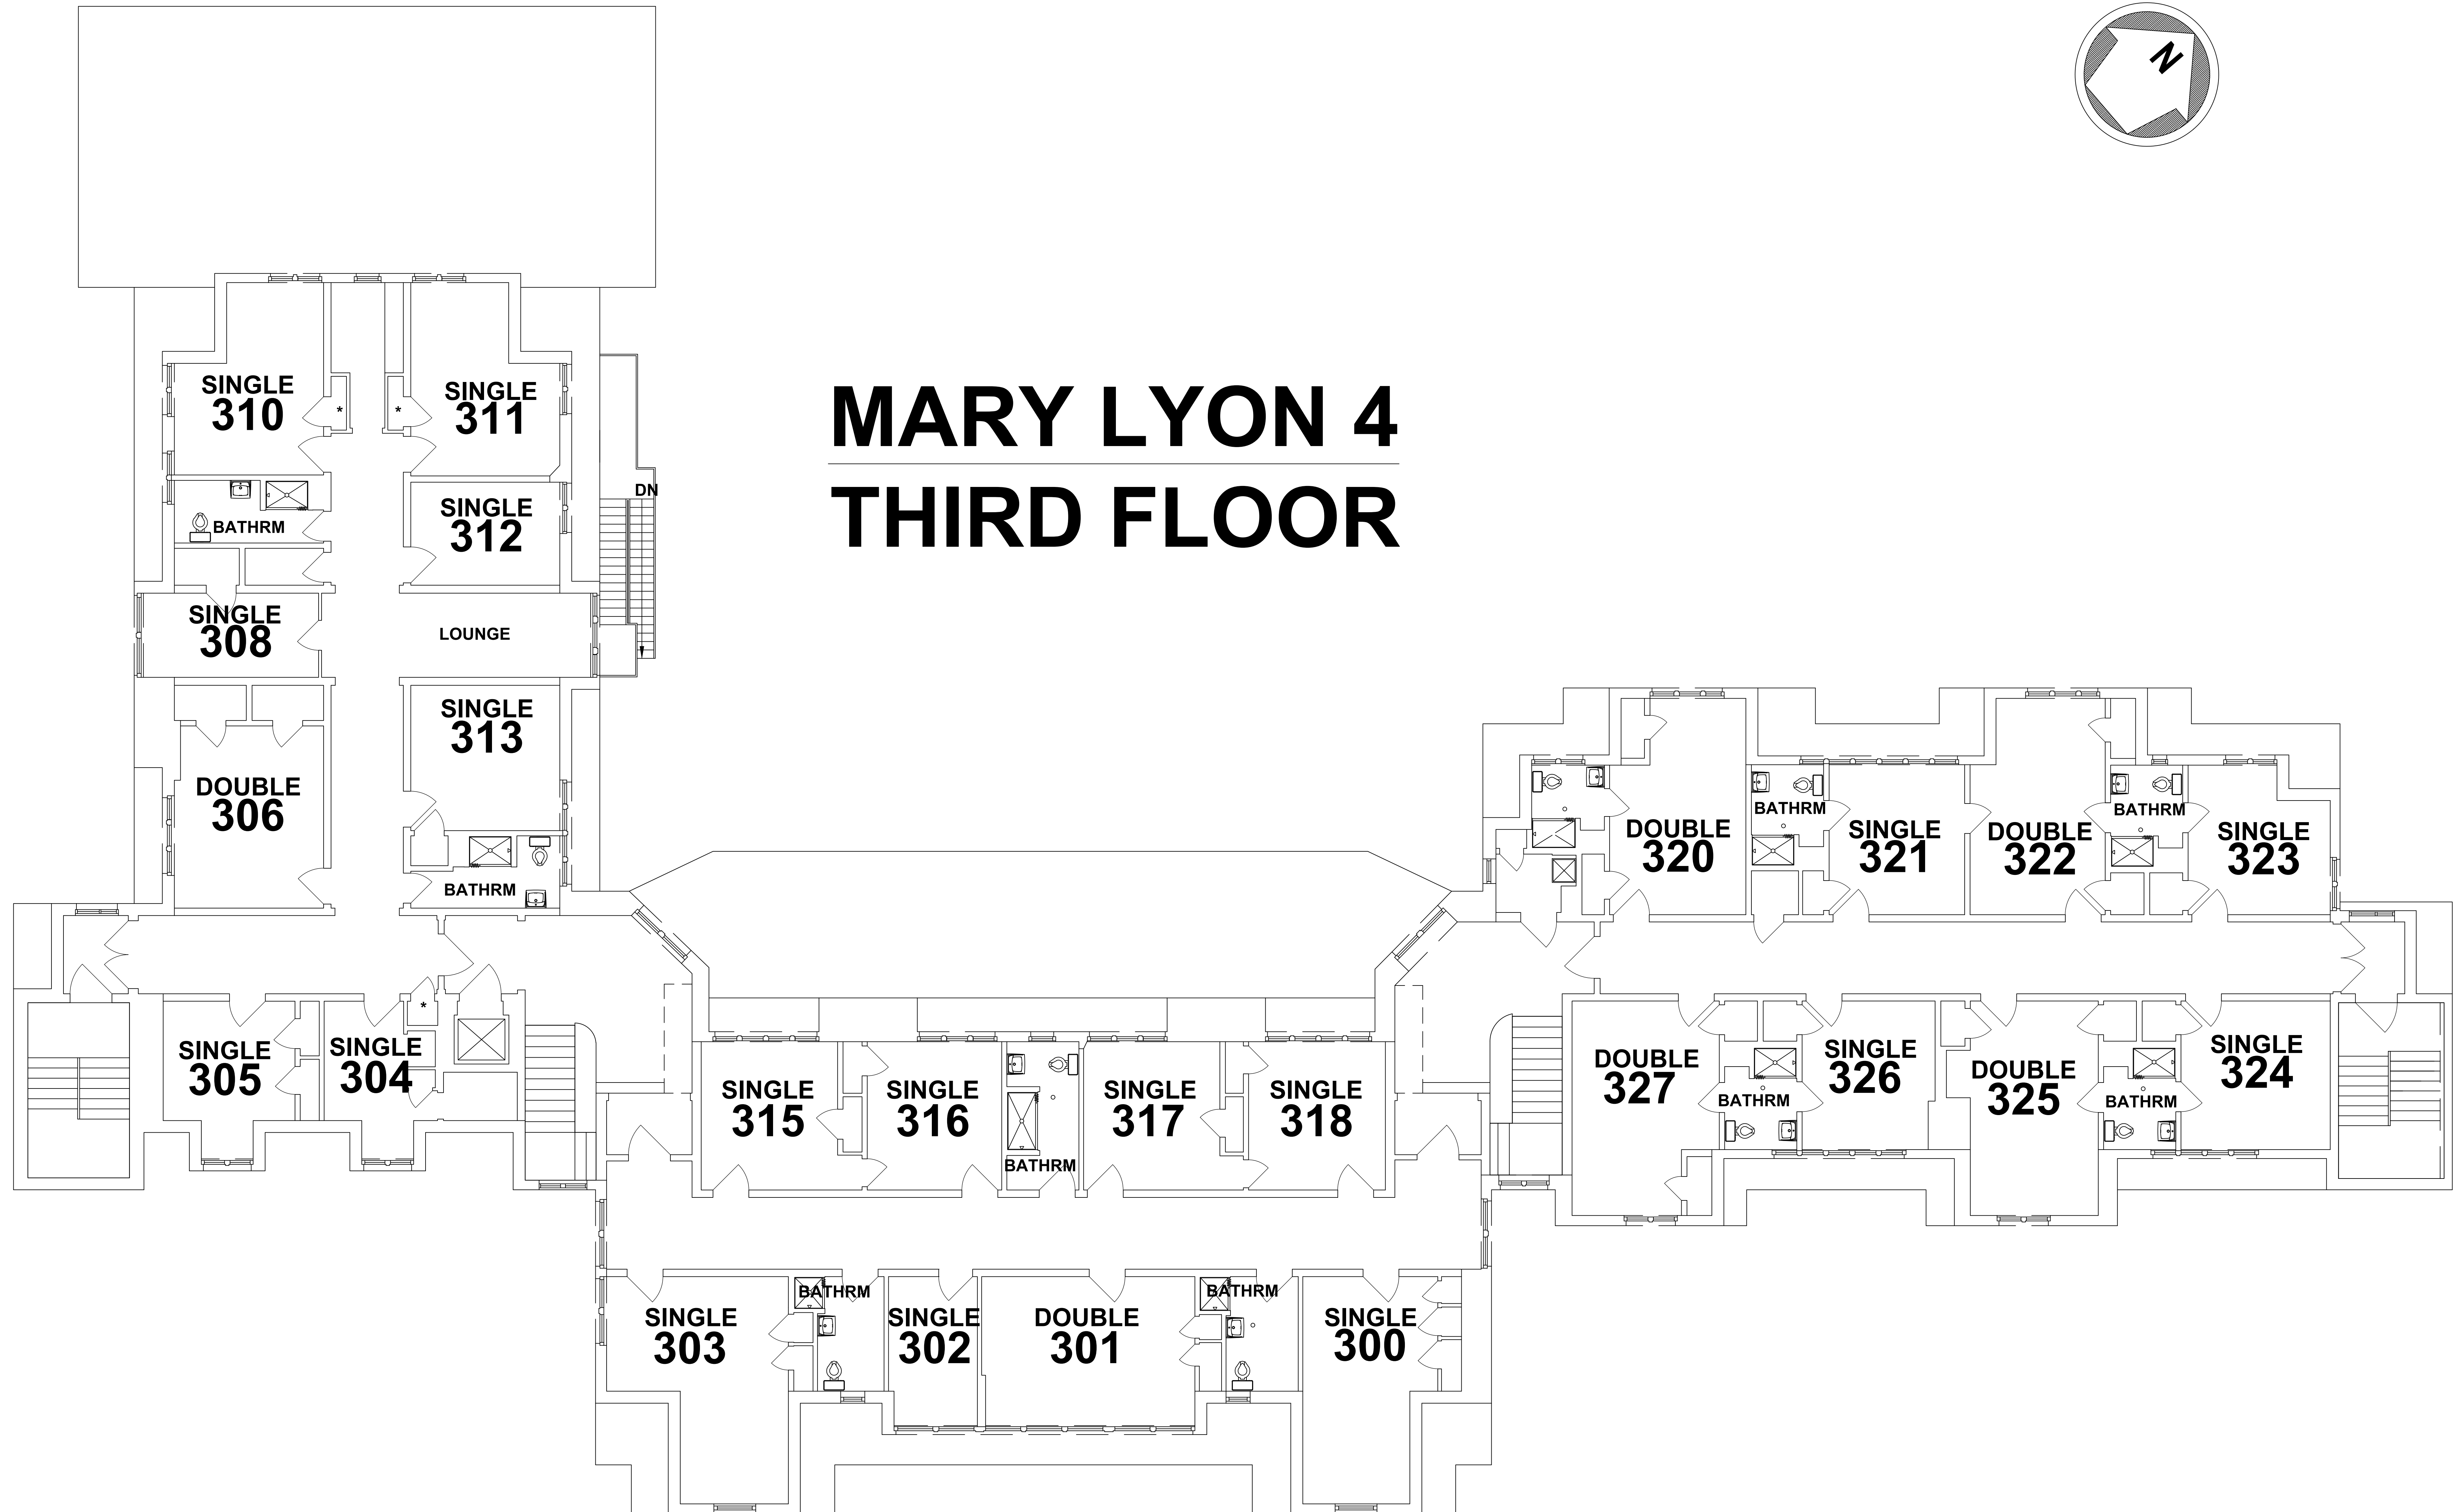 N
MARY LYON 4
THIRD FLOOR
SINGLE
310
*
*
SINGLE
311
BATHRM
SINGLE
312
DN
SINGLE
308
LOUNGE
SINGLE
313
DOUBLE
306
BATHRM
SINGLE
305
SINGLE
304
*
SINGLE
315
SINGLE
316
BATHRM
SINGLE
317
SINGLE
318
SINGLE
303
BATHRM
SINGLE
302
DOUBLE
301
BATHRM
SINGLE
300
DOUBLE
320
BATHRM
SINGLE
321
DOUBLE
322
BATHRM
SINGLE
323
DOUBLE
327
BATHRM
SINGLE
326
DOUBLE
325
BATHRM
SINGLE
324